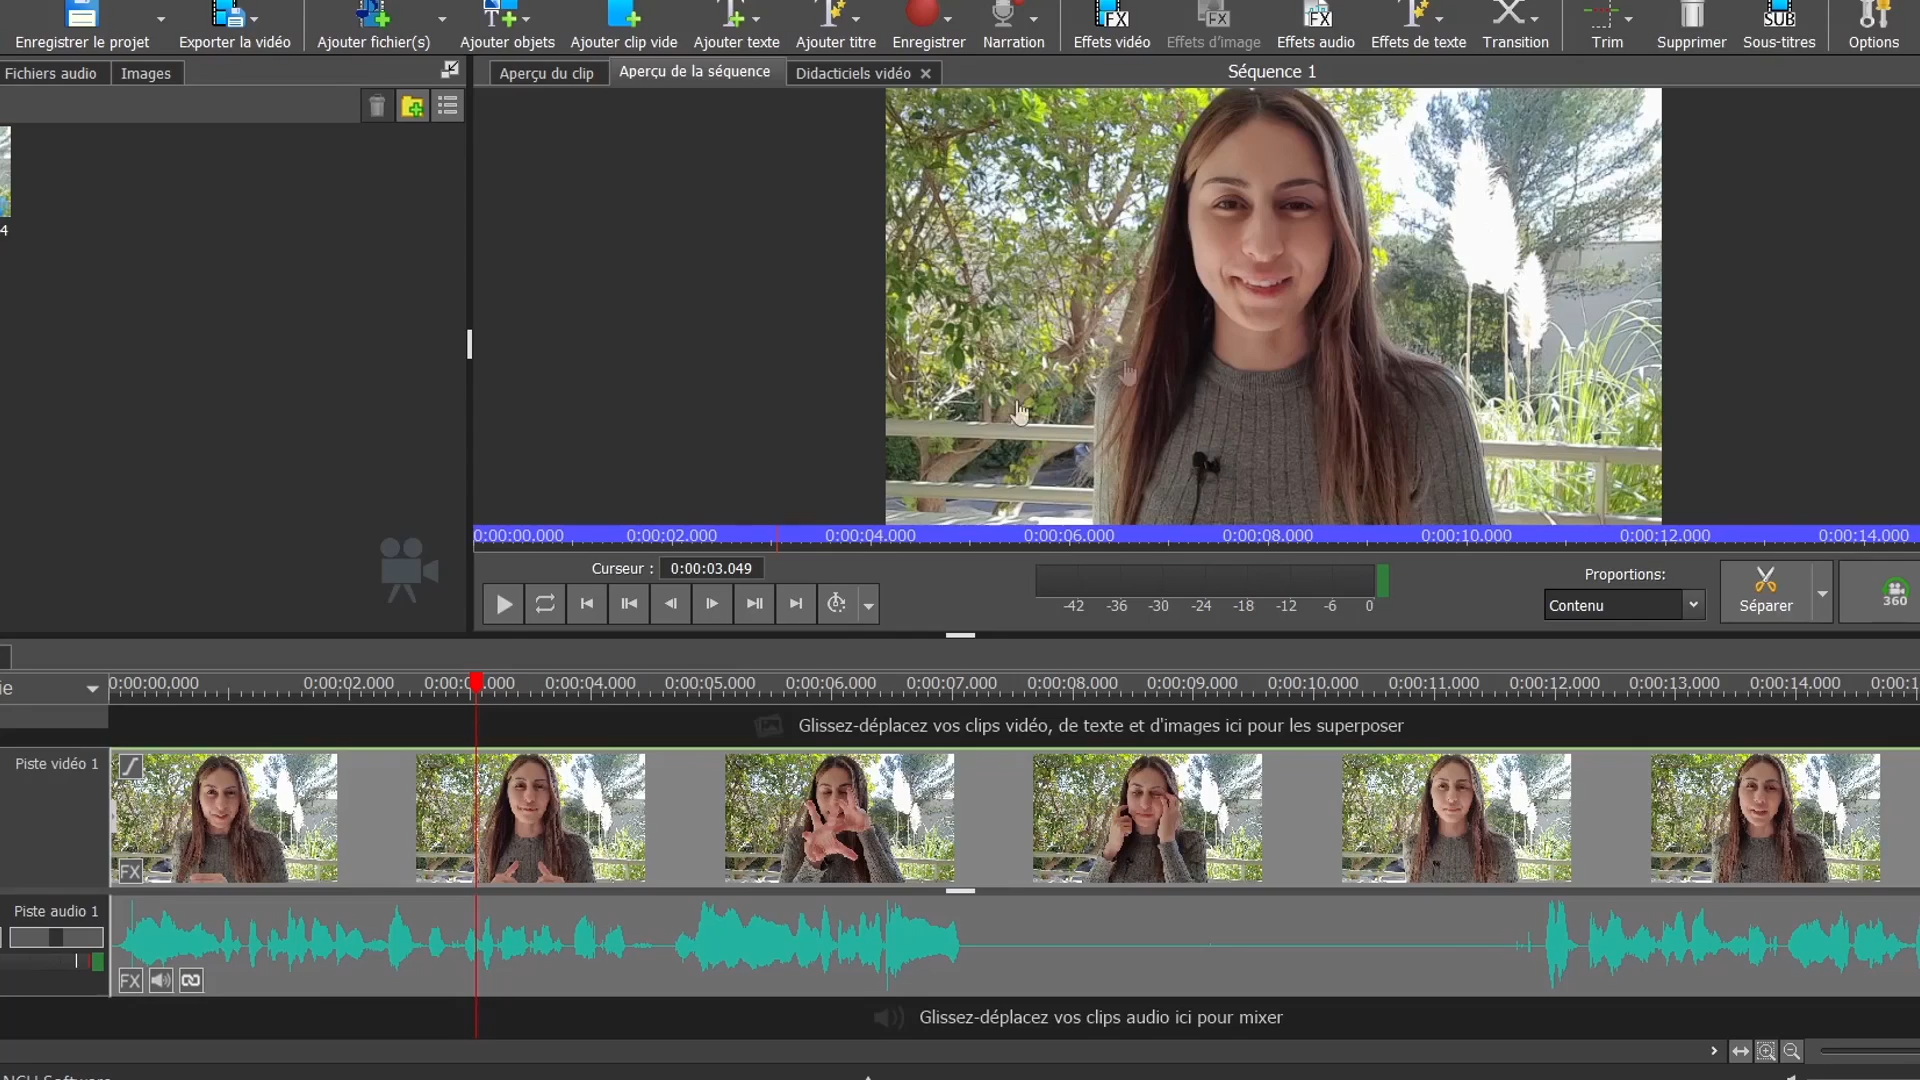 Enregistrer le projet
Exporter la vidéo
Ajouter fichier(s)
Ajouter objets
Ajouter clip vide
Ajouter texte
Ajouter titre
Enregistrer
Narration
Effets vidéo
Effets d'image
Effets audio
Effets de texte
Transition
Trim
Supprimer
Sous-titres
Options
Fichiers audio
Images
Aperçu du clip
Aperçu de la séquence
Didacticiels vidéo
Séquence 1
4
0:00:00.000 0:00:02.000 0:00:04.000 0:00:06.000 0:00:08.000 0:00:10.000 0:00:12.000 0:00:14.000
Curseur : 0:00:03.049
-42 -36 -30 -24 -18 -12 -6 0
Proportions:
Contenu
Séparer
360
ie
0:00:00.000 0:00:02.000 0:00:04.000 0:00:05.000 0:00:06.000 0:00:07.000 0:00:08.000 0:00:09.000 0:00:10.000 0:00:11.000 0:00:12.000 0:00:13.000 0:00:14.000
Glissez-déplacez vos clips vidéo, de texte et d'images ici pour les superposer
Piste vidéo 1
FX
Piste audio 1
FX
Glissez-déplacez vos clips audio ici pour mixer